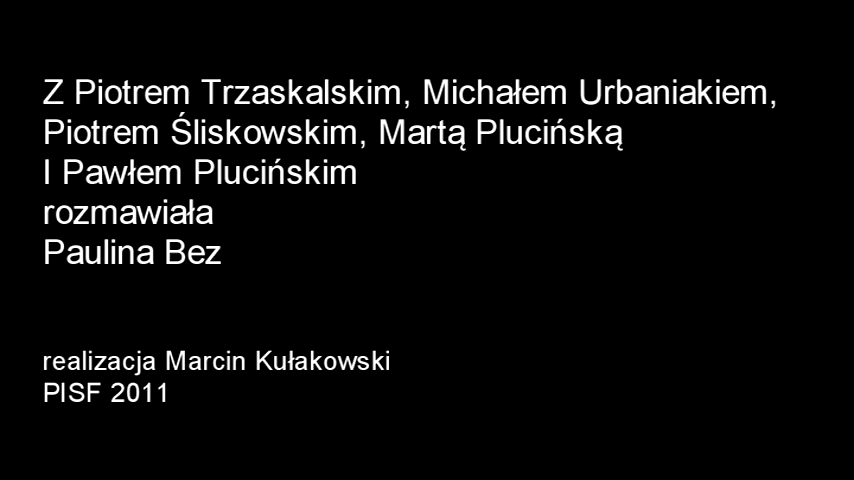 Z Piotrem Trzaskalskim, Michałem Urbaniakiem,
Piotrem Śliskowskim, Martą Plucińską
I Pawłem Plucińskim
rozmawiała
Paulina Bez
realizacja Marcin Kułakowski
PISF 2011